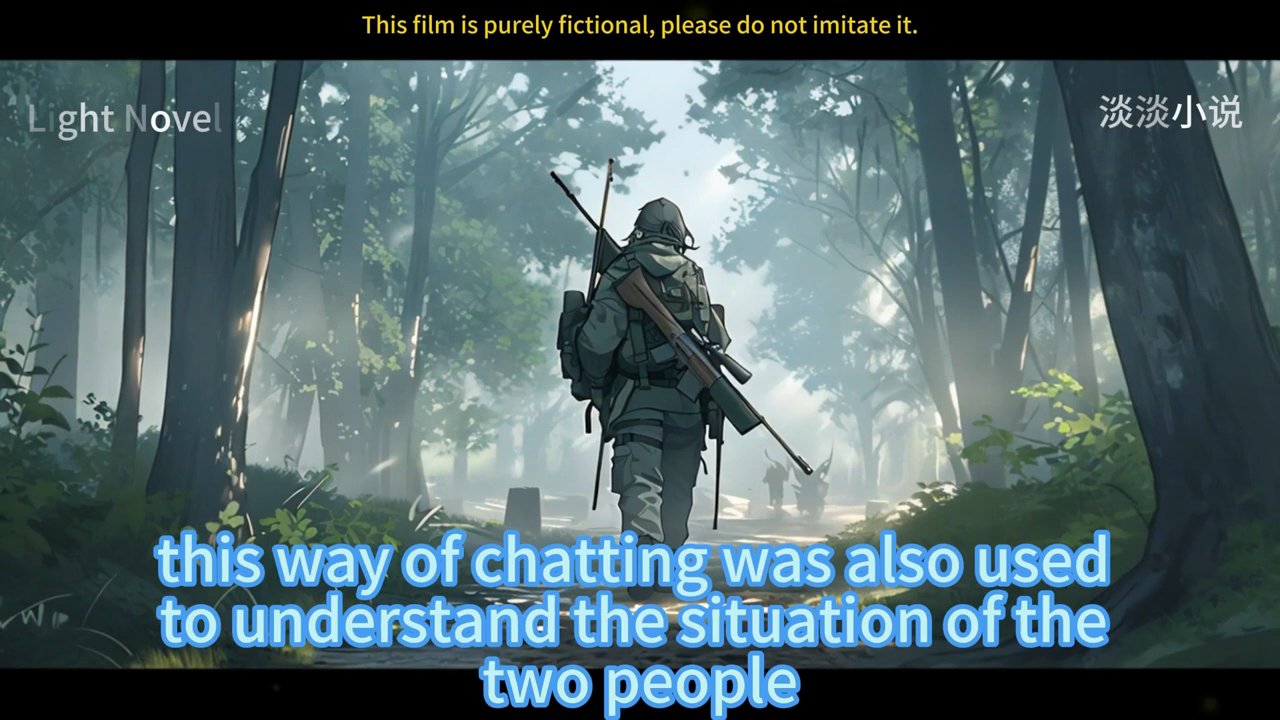 This film is purely fictional, please do not imitate it.
Light Novel
淡淡小说
this way of chatting was also used
to understand the situation of the
two people